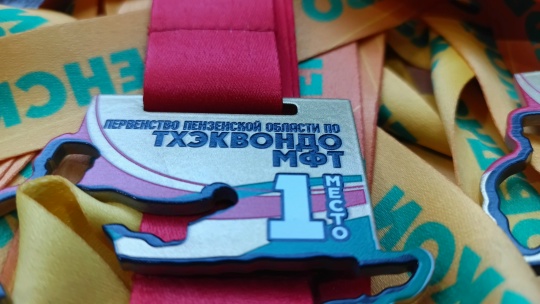 ПЕРВЕНСТВО ПЕНЗЕНСКОЙ ОБЛАСТИ ПО
ТХЭКВОНДО
МФТ
1
МЕСТО